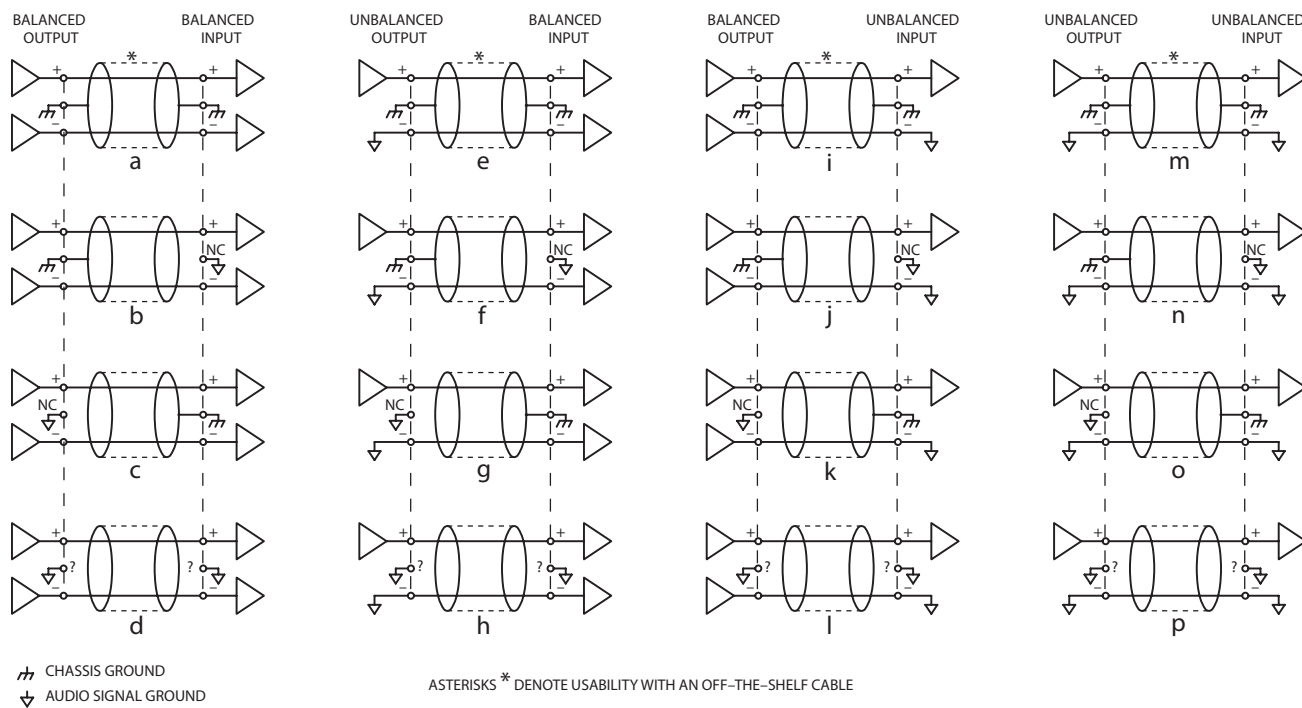 BALANCED OUTPUT
BALANCED INPUT
UNBALANCED OUTPUT
BALANCED INPUT
BALANCED OUTPUT
UNBALANCED INPUT
UNBALANCED OUTPUT
UNBALANCED INPUT
+ * +
– –
a
+ * +
– –
e
+ * +
– –
i
+ * +
– –
m
+ +
NC
– –
b
+ +
NC
– –
f
+ +
NC
– –
j
+ +
NC
– –
n
+ +
NC
– –
c
+ +
NC
– –
g
+ +
NC
– –
k
+ +
NC
– –
o
+ +
? ?
– –
d
+ +
? ?
– –
h
+ +
? ?
– –
l
+ +
? ?
– –
p
CHASSIS GROUND
AUDIO SIGNAL GROUND
ASTERISKS * DENOTE USABILITY WITH AN OFF–THE–SHELF CABLE